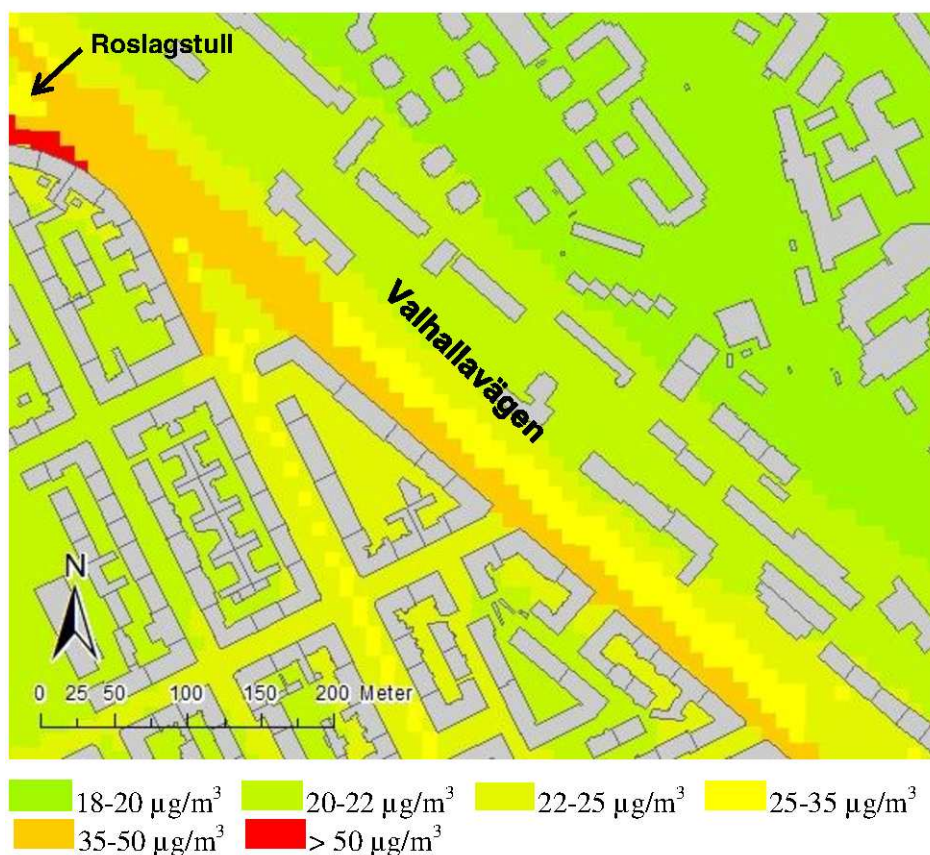 Roslagstull
Valhallavägen
N
0 25 50 100 150 200 Meter
18-20 µg/m³ 20-22 µg/m³ 22-25 µg/m³ 25-35 µg/m³
35-50 µg/m³ > 50 µg/m³